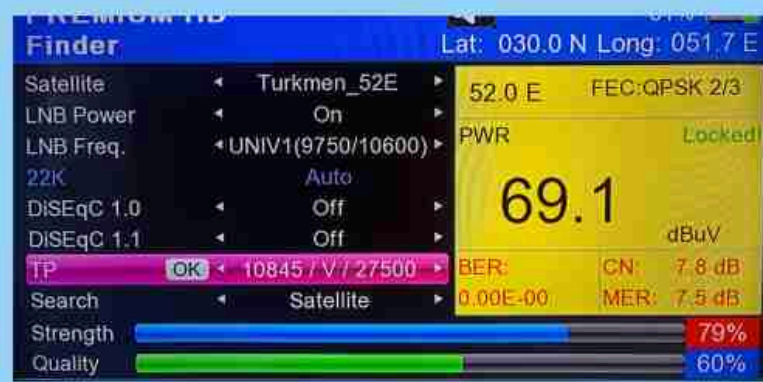 PREMIUM HD
Finder
Lat: 030.0 N Long: 051.7 E
Satellite Turkmen_52E
LNB Power On
LNB Freq. UNIV1(9750/10600)
22K Auto
DiSEqC 1.0 Off
DiSEqC 1.1 Off
TP OK 10845 / V / 27500
Search Satellite
52.0 E FEC:QPSK 2/3
PWR Locked!
69.1
dBuV
BER: CN: 7.8 dB
0.00E-00 MER: 7.5 dB
Strength 79%
Quality 60%